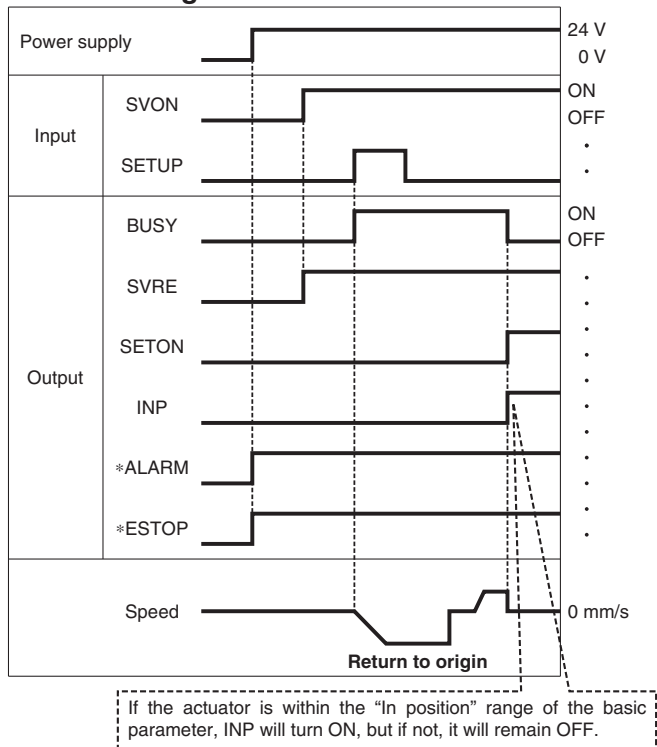 Power supply
24 V
0 V
Input
SVON
ON
OFF
SETUP
Output
BUSY
ON
OFF
SVRE
SETON
INP
*ALARM
*ESTOP
Speed
0 mm/s
Return to origin
If the actuator is within the “In position” range of the basic
parameter, INP will turn ON, but if not, it will remain OFF.